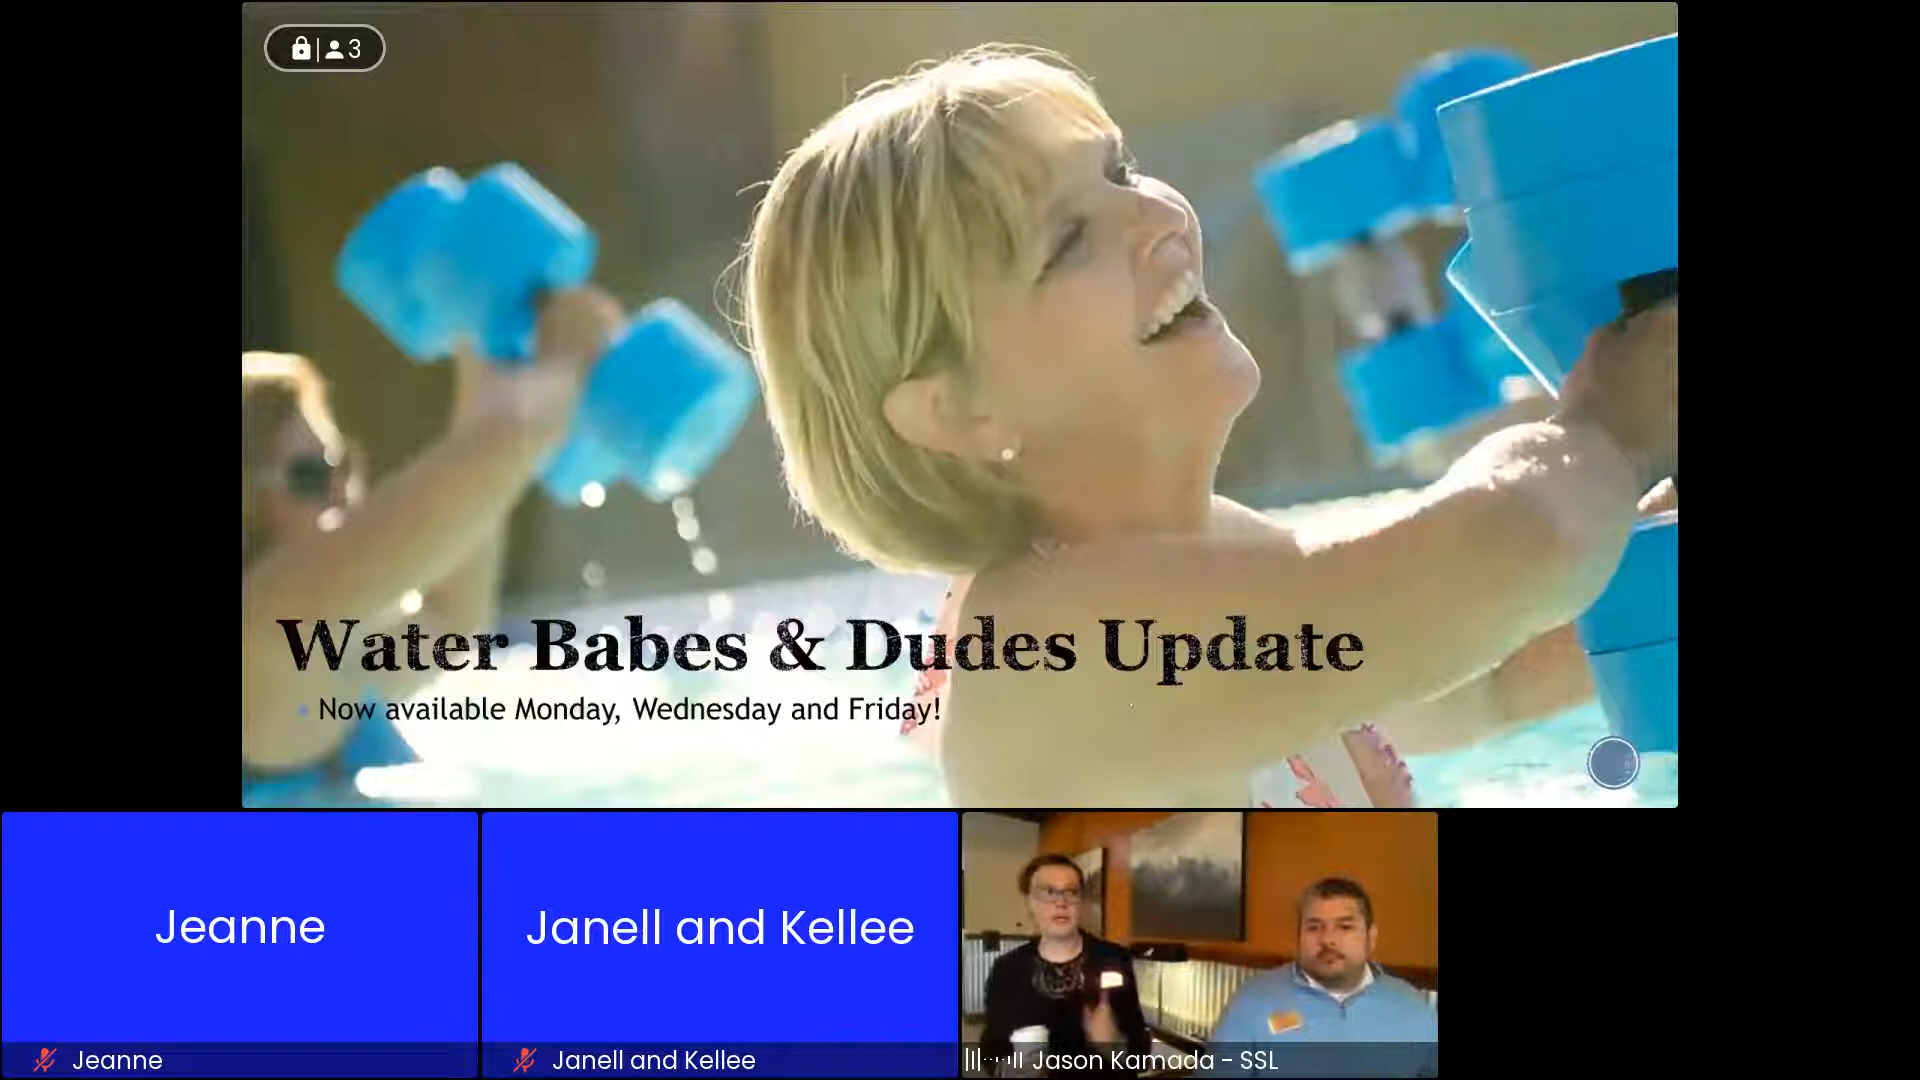 3
Water Babes & Dudes Update
Now available Monday, Wednesday and Friday!
Jeanne
Janell and Kellee
Jeanne
Janell and Kellee
Jason Kamada - SSL